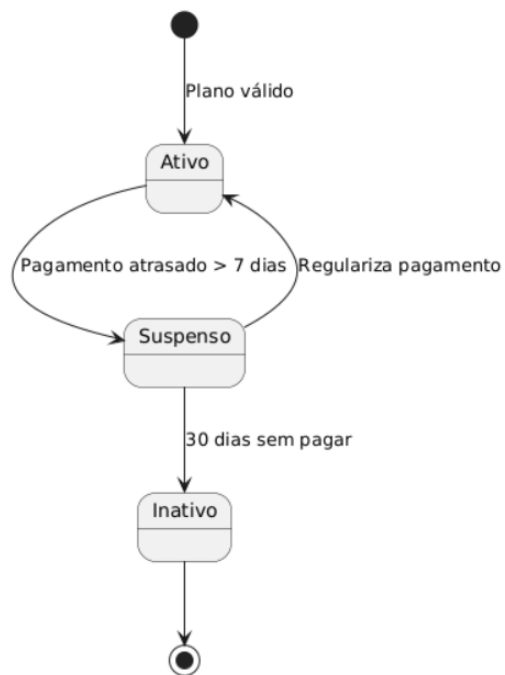 Plano válido
Ativo
Pagamento atrasado > 7 dias
Regulariza pagamento
Suspenso
30 dias sem pagar
Inativo